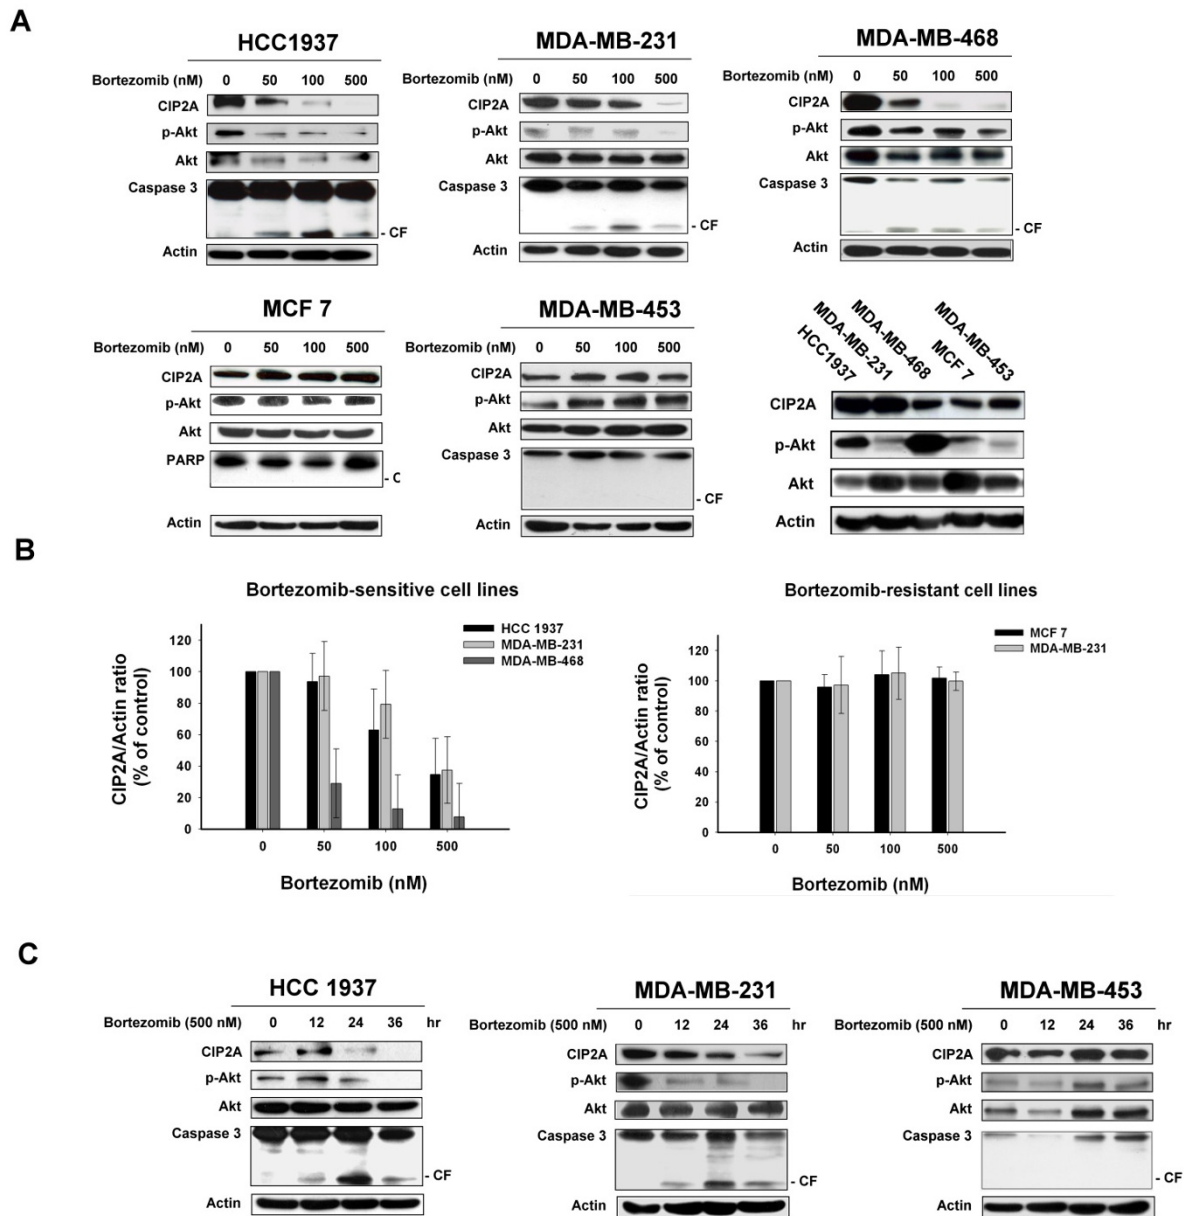 A
HCC1937
Bortezomib (nM) 0 50 100 500
CIP2A
p-Akt
Akt
Caspase 3
- CF
Actin
MDA-MB-231
Bortezomib (nM) 0 50 100 500
CIP2A
p-Akt
Akt
Caspase 3
- CF
Actin
MDA-MB-468
Bortezomib (nM) 0 50 100 500
CIP2A
p-Akt
Akt
Caspase 3
- CF
Actin
MCF 7
Bortezomib (nM) 0 50 100 500
CIP2A
p-Akt
Akt
PARP
- C
Actin
MDA-MB-453
Bortezomib (nM) 0 50 100 500
CIP2A
p-Akt
Akt
Caspase 3
- CF
Actin
HCC1937
MDA-MB-231
MDA-MB-468
MCF 7
MDA-MB-453
CIP2A
p-Akt
Akt
Actin
B
Bortezomib-sensitive cell lines
HCC 1937
MDA-MB-231
MDA-MB-468
CIP2A/Actin ratio
(% of control)
120
100
80
60
40
20
0
0 50 100 500
Bortezomib (nM)
Bortezomib-resistant cell lines
MCF 7
MDA-MB-231
CIP2A/Actin ratio
(% of control)
120
100
80
60
40
20
0
0 50 100 500
Bortezomib (nM)
C
HCC 1937
Bortezomib (500 nM) 0 12 24 36 hr
CIP2A
p-Akt
Akt
Caspase 3
- CF
Actin
MDA-MB-231
Bortezomib (500 nM) 0 12 24 36 hr
CIP2A
p-Akt
Akt
Caspase 3
- CF
Actin
MDA-MB-453
Bortezomib (500 nM) 0 12 24 36 hr
CIP2A
p-Akt
Akt
Caspase 3
- CF
Actin